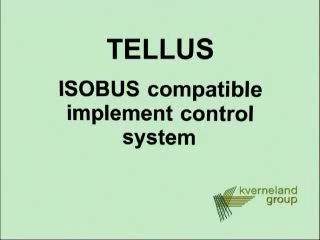 TELLUS
ISOBUS compatible
implement control
system
kverneland
group